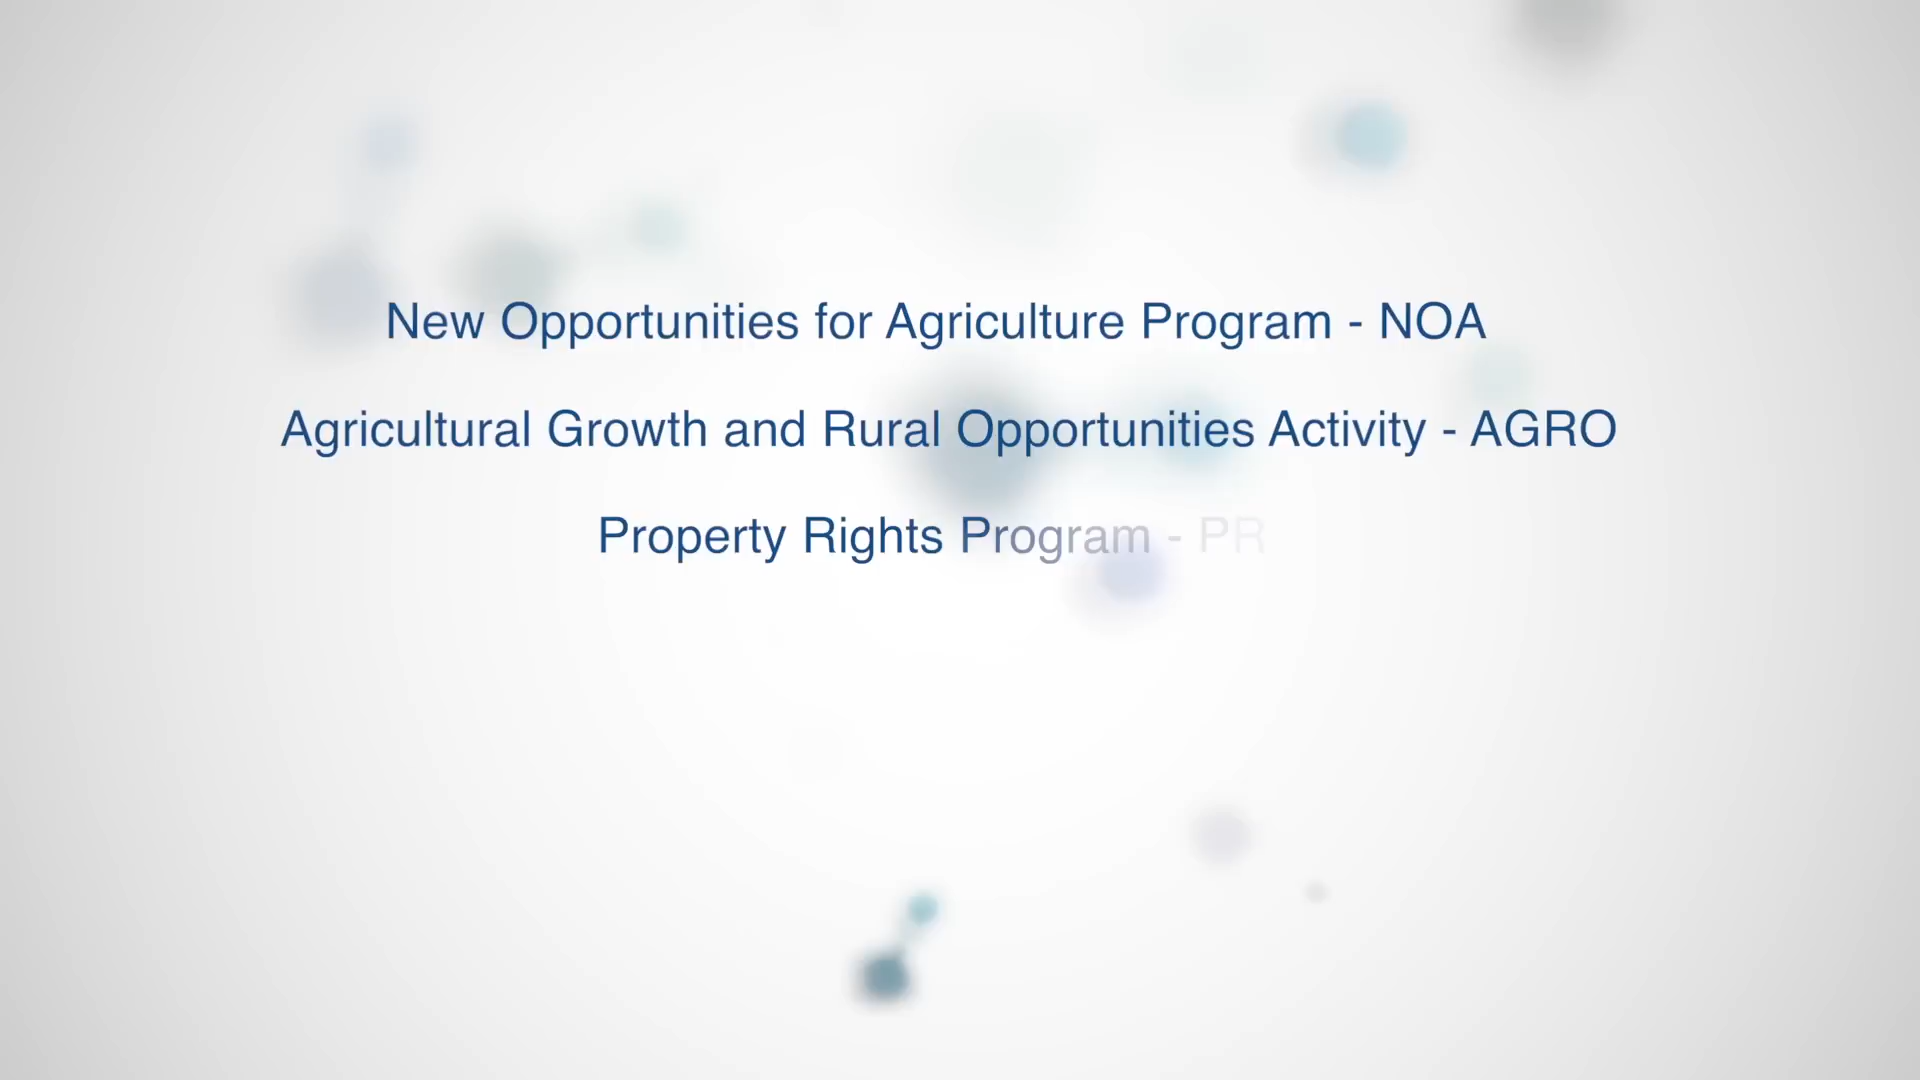 New Opportunities for Agriculture Program - NOA
Agricultural Growth and Rural Opportunities Activity - AGRO
Property Rights Program - PR